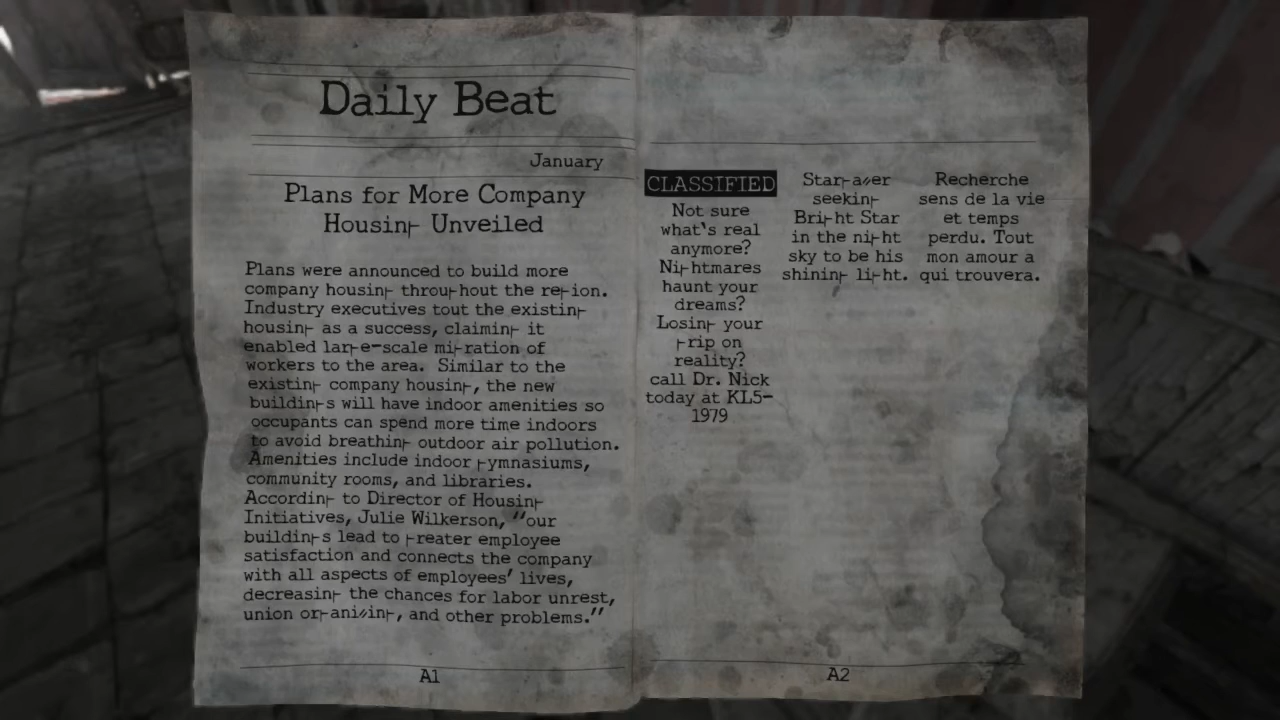 Daily Beat
January
Plans for More Company
Housing Unveiled
Plans were announced to build more
company housing throughout the region.
Industry executives tout the existing
housing as a success, claiming it
enabled large-scale migration of
workers to the area. Similar to the
existing company housing, the new
buildings will have indoor amenities so
occupants can spend more time indoors
to avoid breathing outdoor air pollution.
Amenities include indoor gymnasiums,
community rooms, and libraries.
According to Director of Housing
Initiatives, Julie Wilkerson, "our
buildings lead to greater employee
satisfaction and connects the company
with all aspects of employees' lives,
decreasing the chances for labor unrest,
union organizing, and other problems."
A1
CLASSIFIED
Not sure
what's real
anymore?
Nightmares
haunt your
dreams?
Losing your
grip on
reality?
call Dr. Nick
today at KL5-
1979
Stargazer
seeking
Bright Star
in the night
sky to be his
shining light.
Recherche
sens de la vie
et temps
perdu. Tout
mon amour a
qui trouvera.
A2